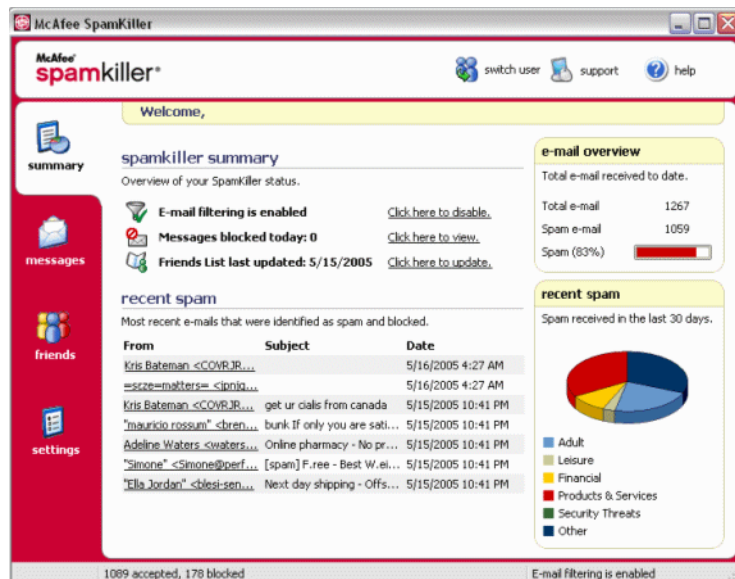 McAfee SpamKiller
McAfee
spamkiller
switch user
support
help
Welcome,
summary
messages
friends
settings
spamkiller summary
Overview of your SpamKiller status.
E-mail filtering is enabled Click here to disable.
Messages blocked today: 0 Click here to view.
Friends List last updated: 5/15/2005 Click here to update.
recent spam
Most recent e-mails that were identified as spam and blocked.
From Subject Date
Kris Bateman <COVRJR... 5/16/2005 4:27 AM
=scze=matters= <ipnig... 5/16/2005 4:27 AM
Kris Bateman <COVRJR... get ur cialis from canada 5/15/2005 10:41 PM
"mauricio rossum" <bren... bunk If only you are sati... 5/15/2005 10:41 PM
Adeline Waters <waters... Online pharmacy - No pr... 5/15/2005 10:41 PM
"Simone" <Simone@perf... [spam] F.ree - Best W.ei... 5/15/2005 10:41 PM
"Ella Jordan" <blesi-sen... Next day shipping - Offs... 5/15/2005 10:41 PM
e-mail overview
Total e-mail received to date.
Total e-mail 1267
Spam e-mail 1059
Spam (83%)
recent spam
Spam received in the last 30 days.
Adult
Leisure
Financial
Products & Services
Security Threats
Other
1089 accepted, 178 blocked
E-mail filtering is enabled